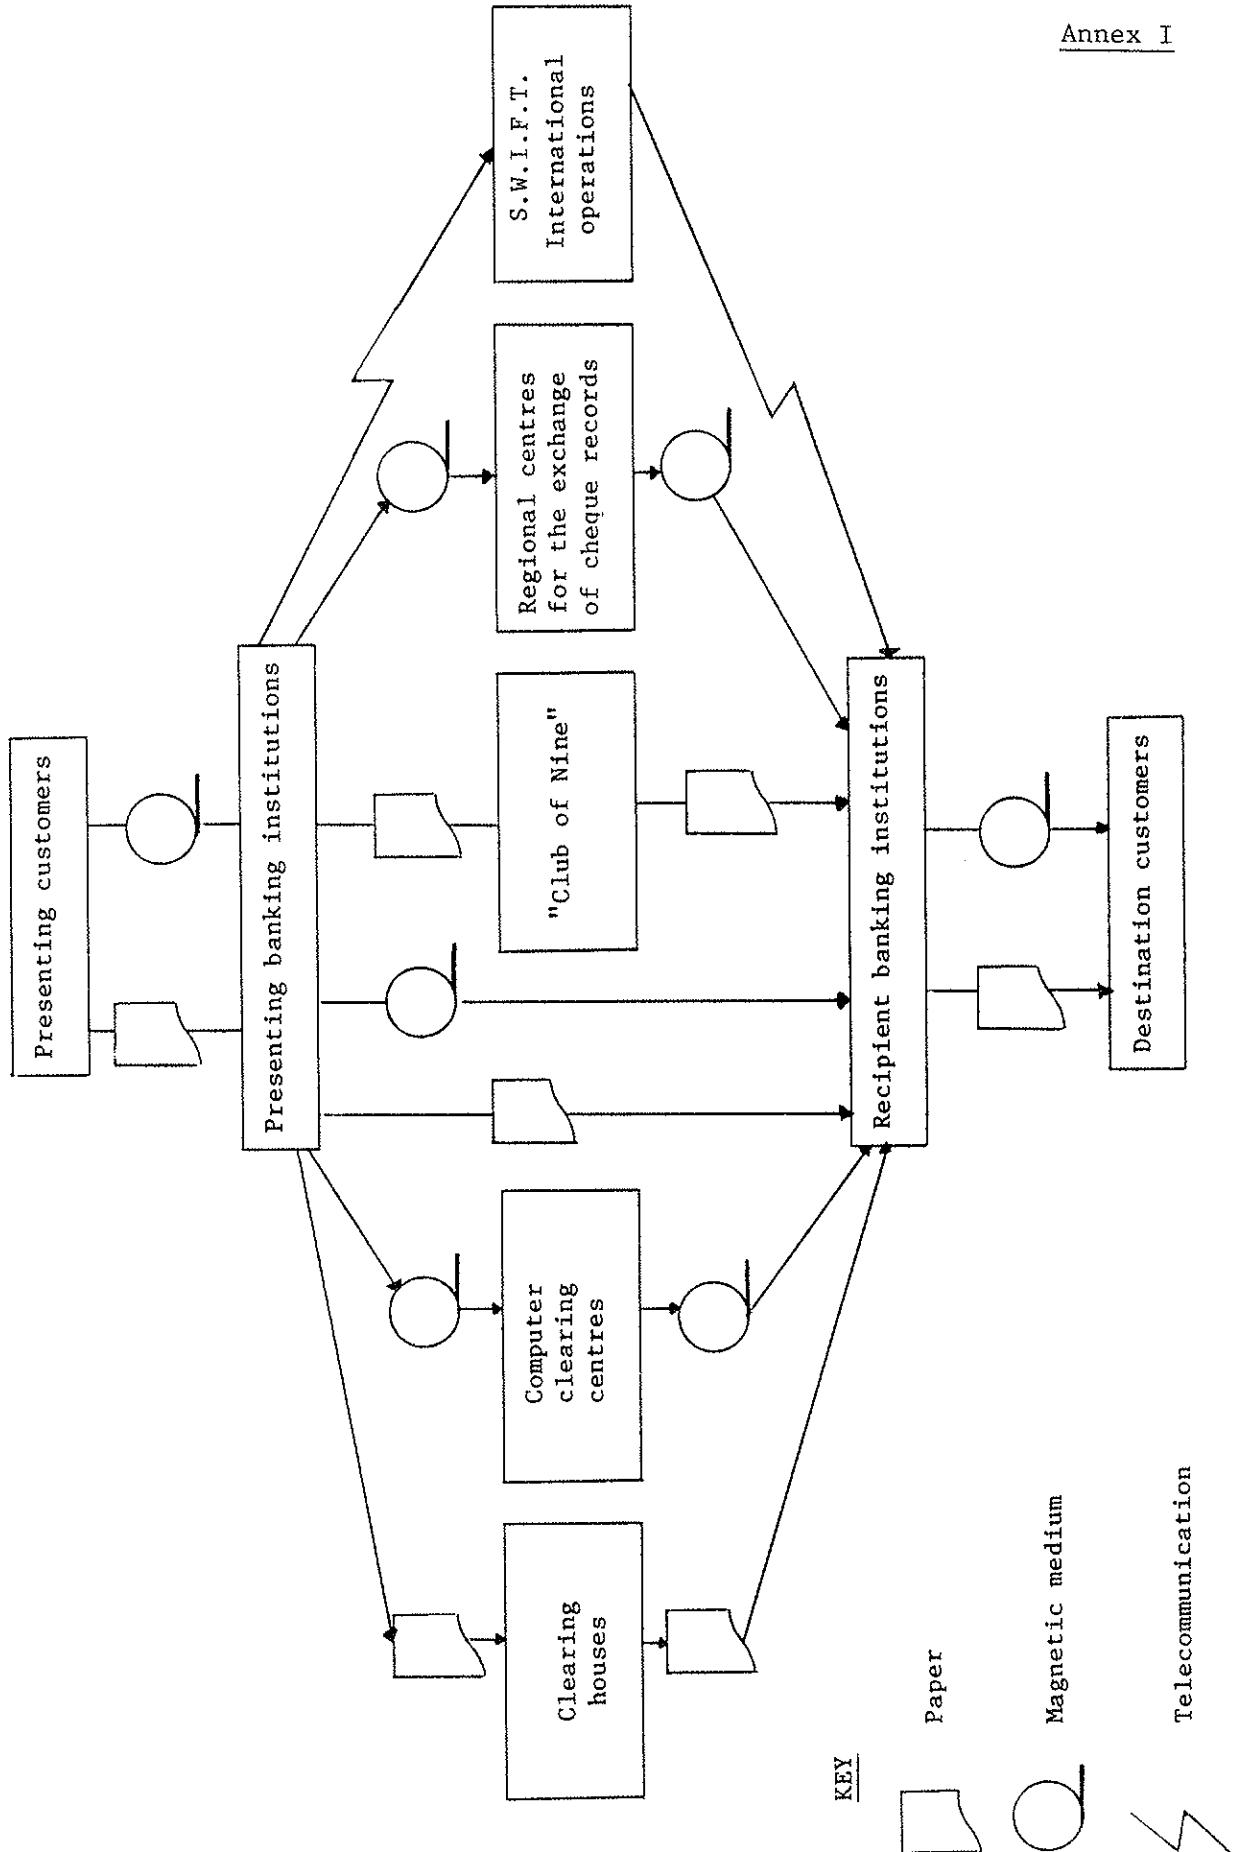 Annex I
Presenting customers
Presenting banking institutions
Clearing
houses
Computer
clearing
centres
"Club of Nine"
Regional centres
for the exchange
of cheque records
S.W.I.F.T.
International
operations
Recipient banking institutions
Destination customers
KEY
Paper
Magnetic medium
Telecommunication